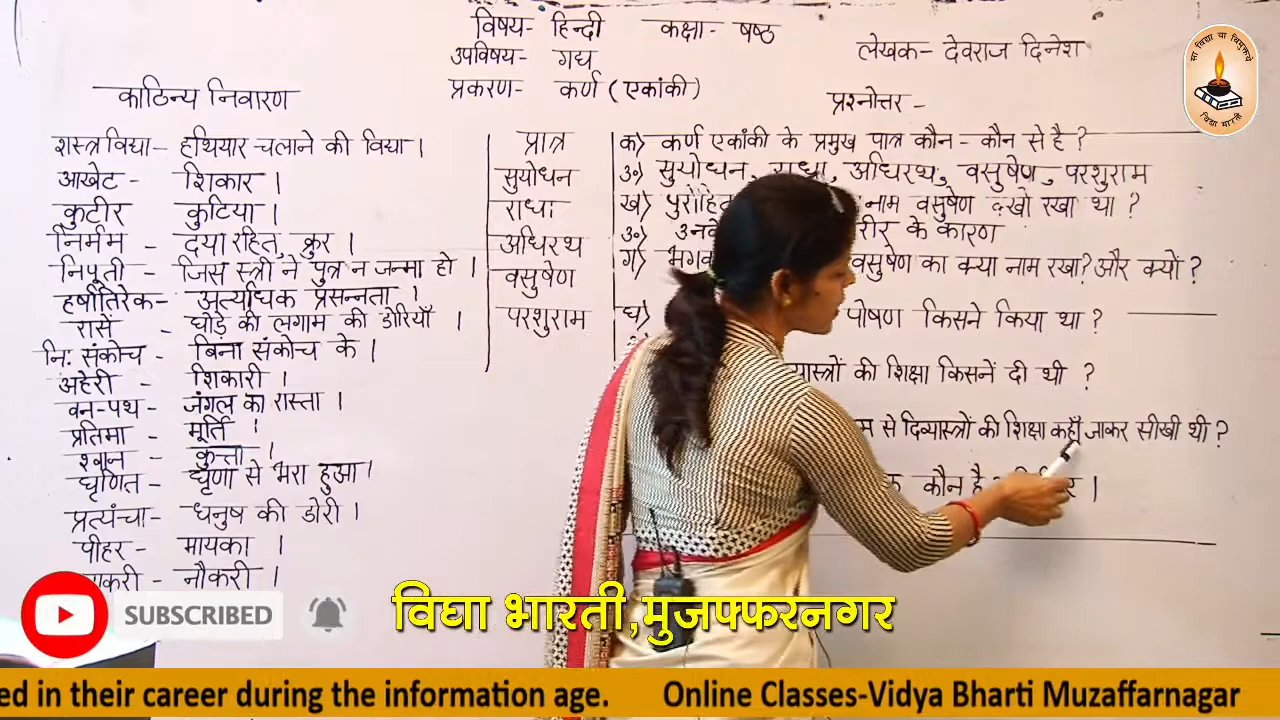 विषय- हिन्दी कक्षा- षष्ठ
उपविषय- गद्य
प्रकरण- कर्ण (एकांकी)
लेखक- देवराज दिनेश
सा विद्या या विमुक्तये
विद्या भारती
काठिन्य निवारण
शस्त्र विद्या- हथियार चलाने की विद्या।
आखेट- शिकार।
कुटीर कुटिया।
निर्मम - दया रहित, क्रुर।
निपूती- जिस स्त्री ने पुत्र न जन्मा हो।
हर्षातिरेक- अत्यधिक प्रसन्नता।
रासें - घोड़े की लगाम की डोरियाँ।
नि: संकोच - बिना संकोच के।
अहेरी - शिकारी।
वन-पथ- जंगल का रास्ता।
प्रतिमा - मूर्ति।
श्वान - कुत्ता।
घृणित- घृणा से भरा हुआ।
प्रत्यंचा- धनुष की डोरी।
पीहर- मायका।
चाकरी- नौकरी।
पात्र
सुयोधन
राधा
अधिरथ
वसुषेण
परशुराम
प्रश्नोत्तर -
क) कर्ण एकांकी के प्रमुख पात्र कौन-कौन से है?
उ०) सुयोधन, राधा, अधिरथ, वसुषेण, परशुराम
ख) पुरोहित नाम वसुषेण रखा था?
उ०) के कारण
ग) वसुषेण का क्या नाम रखा? और क्यों?
घ) पोषण किसने किया था?
की शिक्षा किसनें दी थी?
से दिव्यास्त्रों की शिक्षा कहाँ जाकर सीखी थी?
कौन है
SUBSCRIBED
विद्या भारती,मुजफ्फरनगर
ed in their career during the information age. Online Classes-Vidya Bharti Muzaffarnagar